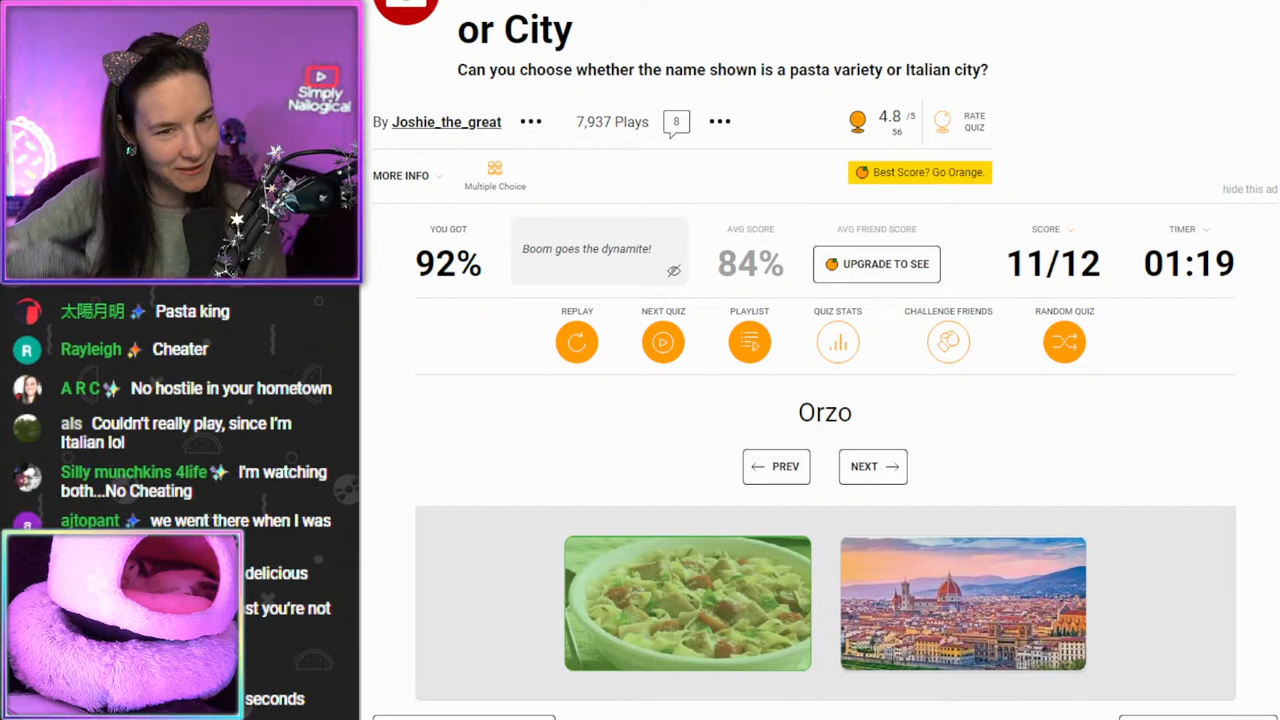 Simply
Nailogical
or City
Can you choose whether the name shown is a pasta variety or Italian city?
By Joshie_the_great
7,937 Plays
8
4.8 /5
56
RATE
QUIZ
MORE INFO
Multiple Choice
Best Score? Go Orange.
hide this ad
YOU GOT
92%
Boom goes the dynamite!
AVG SCORE
84%
AVG FRIEND SCORE
UPGRADE TO SEE
SCORE
11/12
TIMER
01:19
REPLAY
NEXT QUIZ
PLAYLIST
QUIZ STATS
CHALLENGE FRIENDS
RANDOM QUIZ
Orzo
← PREV
NEXT →
太陽月明 Pasta king
R
Rayleigh Cheater
A R C No hostile in your hometown
als Couldn't really play, since I'm
Italian lol
Silly munchkins 4life I'm watching
both...No Cheating
a
ajtopant we went there when I was
delicious
st you're not
seconds